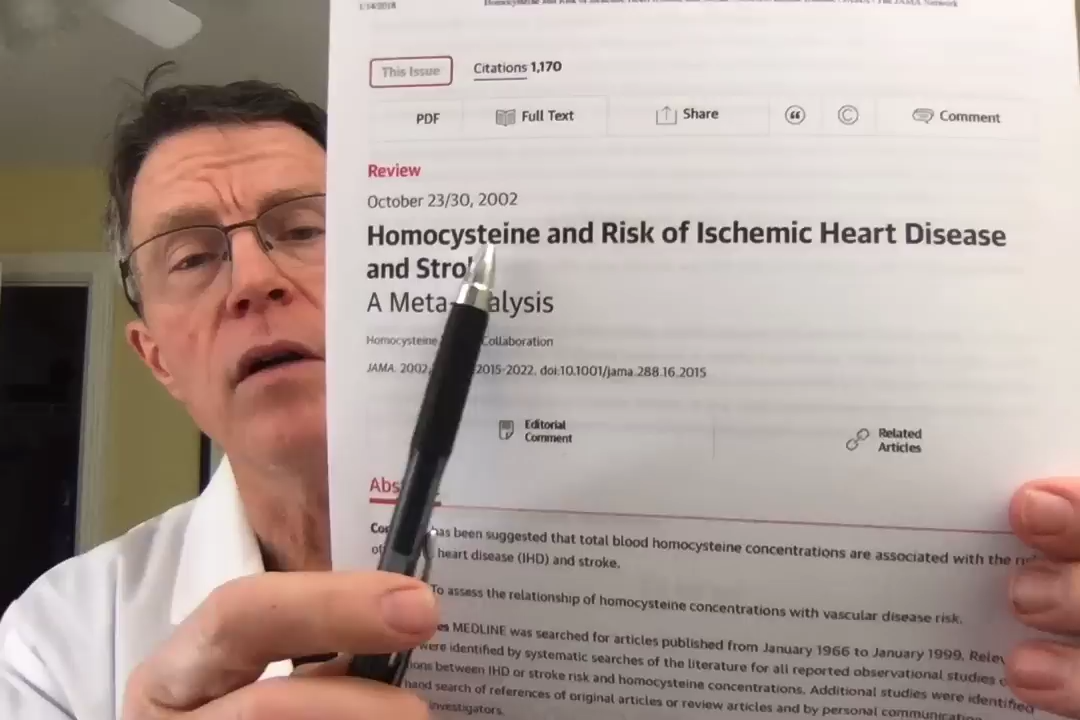 1/14/2018
This Issue Citations 1,170
PDF Full Text Share Comment
Review
October 23/30, 2002
Homocysteine and Risk of Ischemic Heart Disease
and Stro
A Meta- alysis
Homocysteine Collaboration
JAMA. 2002, 2015-2022. doi:10.1001/jama.288.16.2015
Editorial
Comment
Related
Articles
Abs
has been suggested that total blood homocysteine concentrations are associated with the
heart disease (IHD) and stroke.
To assess the relationship of homocysteine concentrations with vascular disease risk.
MEDLINE was searched for articles published from January 1966 to January 1999.
were identified by systematic searches of the literature for all reported observational studies
between IHD or stroke risk and homocysteine concentrations. Additional studies were identified
hand search of references of original articles or review articles and by personal
investigators.